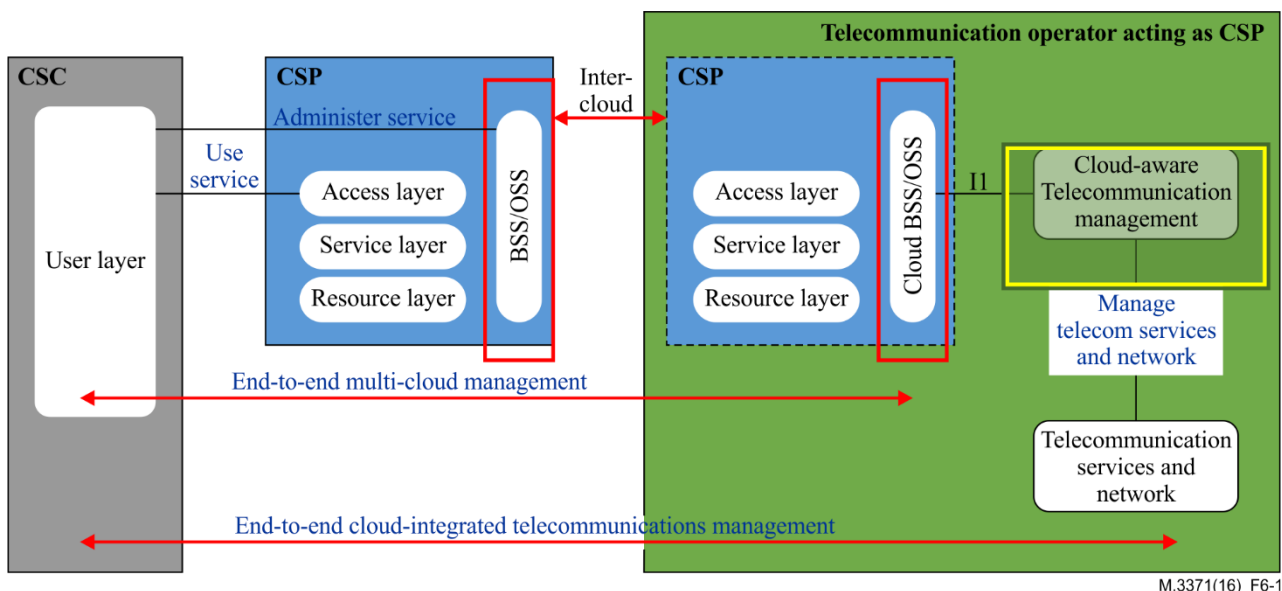 Telecommunication operator acting as CSP
CSC
CSP
Inter-
cloud
CSP
Administer service
Use
service
User layer
Access layer
Service layer
Resource layer
BSS/OSS
Access layer
Service layer
Resource layer
Cloud BSS/OSS
I1
Cloud-aware
Telecommunication
management
Manage
telecom services
and network
End-to-end multi-cloud management
Telecommunication
services and
network
End-to-end cloud-integrated telecommunications management
M.3371(16)_F6-1